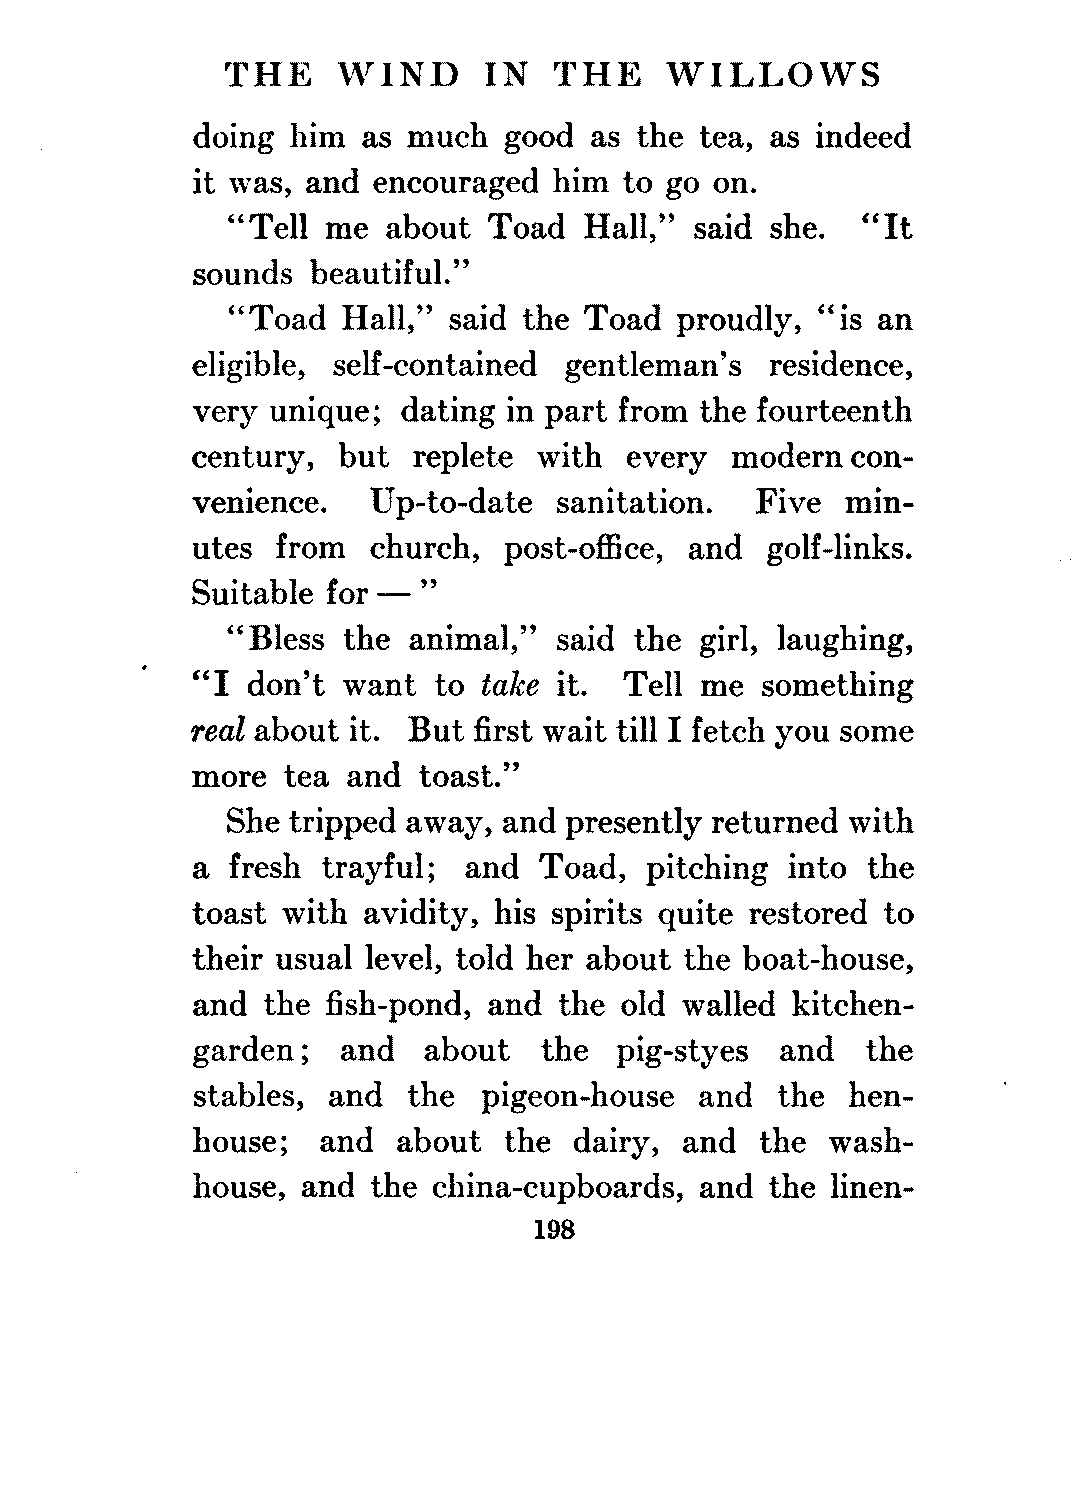 THE WIND IN THE WILLOWS
doing him as much good as the tea, as indeed
it was, and encouraged him to go on.
“Tell me about Toad Hall,” said she. “It
sounds beautiful.”
“Toad Hall,” said the Toad proudly, “is an
eligible, self-contained gentleman’s residence,
very unique; dating in part from the fourteenth
century, but replete with every modern con-
venience. Up-to-date sanitation. Five min-
utes from church, post-office, and golf-links.
Suitable for — ”
“Bless the animal,” said the girl, laughing,
“I don’t want to take it. Tell me something
real about it. But first wait till I fetch you some
more tea and toast.”
She tripped away, and presently returned with
a fresh trayful; and Toad, pitching into the
toast with avidity, his spirits quite restored to
their usual level, told her about the boat-house,
and the fish-pond, and the old walled kitchen-
garden; and about the pig-styes and the
stables, and the pigeon-house and the hen-
house; and about the dairy, and the wash-
house, and the china-cupboards, and the linen-
198